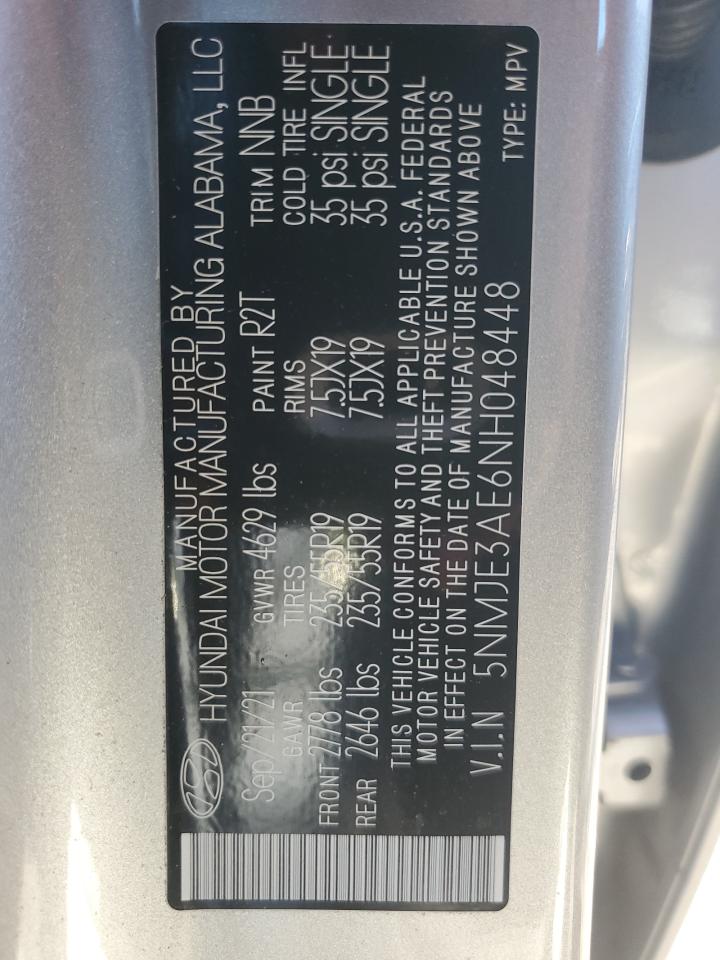 MANUFACTURED BY
HYUNDAI MOTOR MANUFACTURING ALABAMA, LLC
Sep/21/21 GVWR 4629 lbs PAINT R2T TRIM NNB
GAWR TIRES RIMS COLD TIRE INFL
FRONT 2778 lbs 235/55R19 7.5JX19 35 psi SINGLE
REAR 2646 lbs 235/55R19 7.5JX19 35 psi SINGLE
THIS VEHICLE CONFORMS TO ALL APPLICABLE U.S.A. FEDERAL
MOTOR VEHICLE SAFETY AND THEFT PREVENTION STANDARDS
IN EFFECT ON THE DATE OF MANUFACTURE SHOWN ABOVE
V.I.N 5NMJE3AE6NH048448 TYPE: MPV